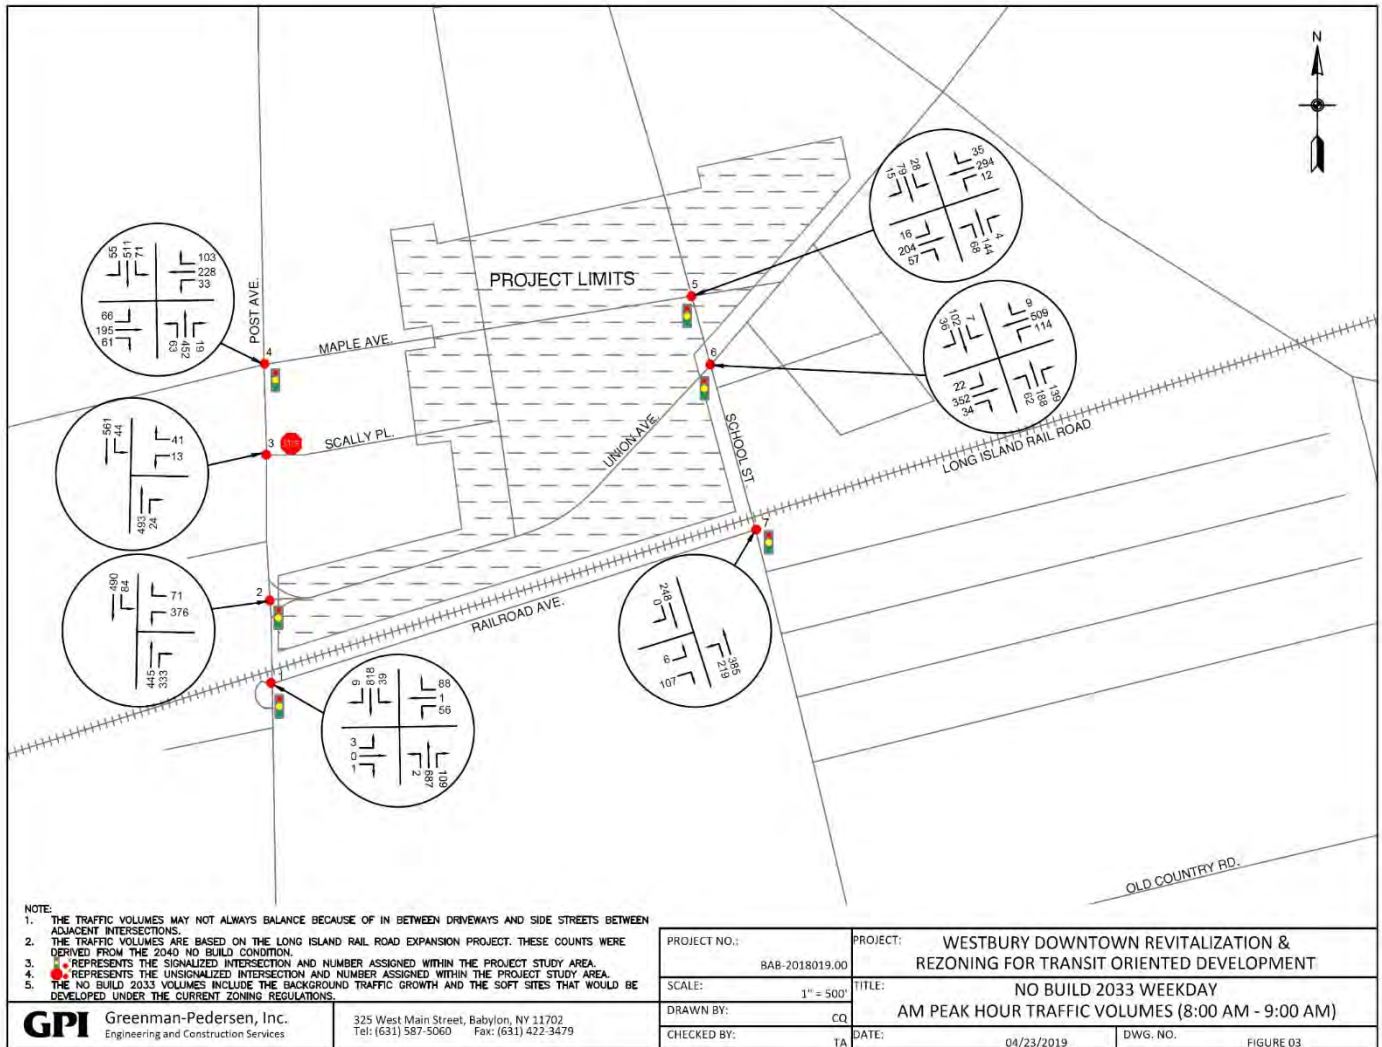 N
PROJECT LIMITS
POST AVE.
MAPLE AVE.
SCALLY PL.
UNION AVE.
SCHOOL ST.
RAILROAD AVE.
LONG ISLAND RAIL ROAD
OLD COUNTRY RD.
4
55
511
71
103
228
33
66
195
61
63
452
19
3
STOP
561
44
41
13
493
24
2
490
84
71
376
445
333
1
9
818
39
88
1
56
3
0
1
2
687
109
5
15
79
28
35
294
12
16
204
57
68
144
4
6
36
102
7
9
509
114
22
352
34
62
188
139
7
248
0
6
107
385
219
NOTE:
1. THE TRAFFIC VOLUMES MAY NOT ALWAYS BALANCE BECAUSE OF IN BETWEEN DRIVEWAYS AND SIDE STREETS BETWEEN
ADJACENT INTERSECTIONS.
2. THE TRAFFIC VOLUMES ARE BASED ON THE LONG ISLAND RAIL ROAD EXPANSION PROJECT. THESE COUNTS WERE
DERIVED FROM THE 2040 NO BUILD CONDITION.
3. REPRESENTS THE SIGNALIZED INTERSECTION AND NUMBER ASSIGNED WITHIN THE PROJECT STUDY AREA.
4. REPRESENTS THE UNSIGNALIZED INTERSECTION AND NUMBER ASSIGNED WITHIN THE PROJECT STUDY AREA.
5. THE NO BUILD 2033 VOLUMES INCLUDE THE BACKGROUND TRAFFIC GROWTH AND THE SOFT SITES THAT WOULD BE
DEVELOPED UNDER THE CURRENT ZONING REGULATIONS.
GPI
Greenman-Pedersen, Inc.
Engineering and Construction Services
325 West Main Street, Babylon, NY 11702
Tel: (631) 587-5060 Fax: (631) 422-3479
PROJECT NO.:
BAB-2018019.00
SCALE:
1" = 500'
DRAWN BY:
CQ
CHECKED BY:
TA
PROJECT:
WESTBURY DOWNTOWN REVITALIZATION &
REZONING FOR TRANSIT ORIENTED DEVELOPMENT
TITLE:
NO BUILD 2033 WEEKDAY
AM PEAK HOUR TRAFFIC VOLUMES (8:00 AM - 9:00 AM)
DATE:
04/23/2019
DWG. NO.
FIGURE 03